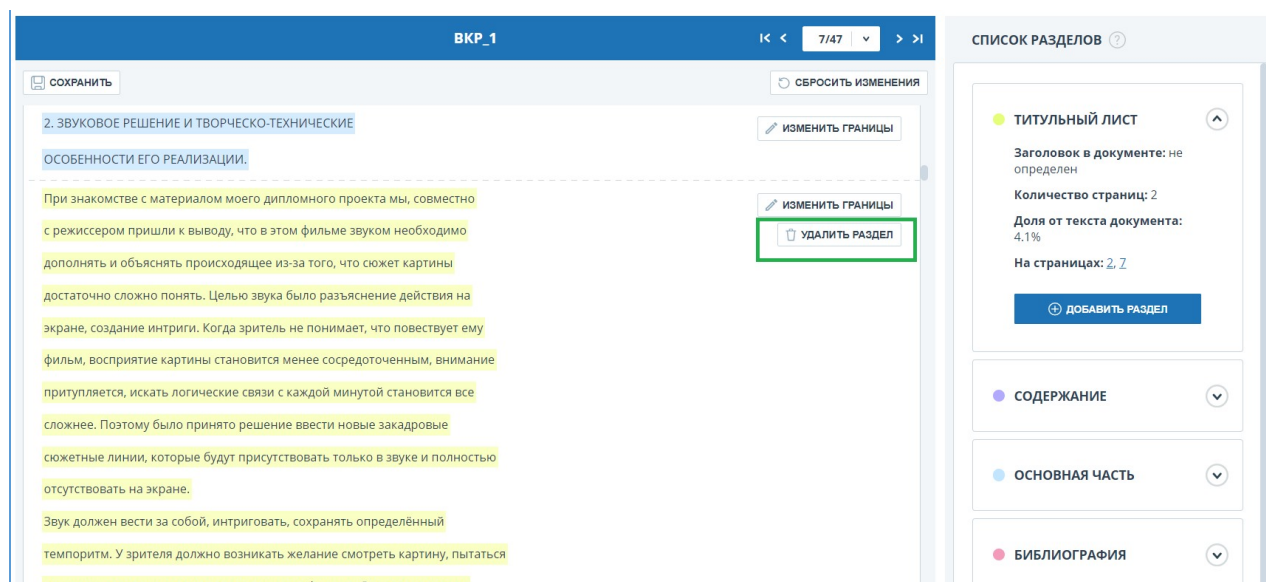 ВКР_1
7/47
СПИСОК РАЗДЕЛОВ ?
СОХРАНИТЬ
СБРОСИТЬ ИЗМЕНЕНИЯ
2. ЗВУКОВОЕ РЕШЕНИЕ И ТВОРЧЕСКО-ТЕХНИЧЕСКИЕ
ИЗМЕНИТЬ ГРАНИЦЫ
ОСОБЕННОСТИ ЕГО РЕАЛИЗАЦИИ.
При знакомстве с материалом моего дипломного проекта мы, совместно
ИЗМЕНИТЬ ГРАНИЦЫ
с режиссером пришли к выводу, что в этом фильме звуком необходимо
УДАЛИТЬ РАЗДЕЛ
дополнять и объяснять происходящее из-за того, что сюжет картины
достаточно сложно понять. Целью звука было разъяснение действия на
экране, создание интриги. Когда зритель не понимает, что повествует ему
фильм, восприятие картины становится менее сосредоточенным, внимание
притупляется, искать логические связи с каждой минутой становится все
сложнее. Поэтому было принято решение ввести новые закадровые
сюжетные линии, которые будут присутствовать только в звуке и полностью
отсутствовать на экране.
Звук должен вести за собой, интриговать, сохранять определённый
темпоритм. У зрителя должно возникать желание смотреть картину, пытаться
ТИТУЛЬНЫЙ ЛИСТ
Заголовок в документе: не
определен
Количество страниц: 2
Доля от текста документа:
4.1%
На страницах: 2, 7
ДОБАВИТЬ РАЗДЕЛ
СОДЕРЖАНИЕ
ОСНОВНАЯ ЧАСТЬ
БИБЛИОГРАФИЯ